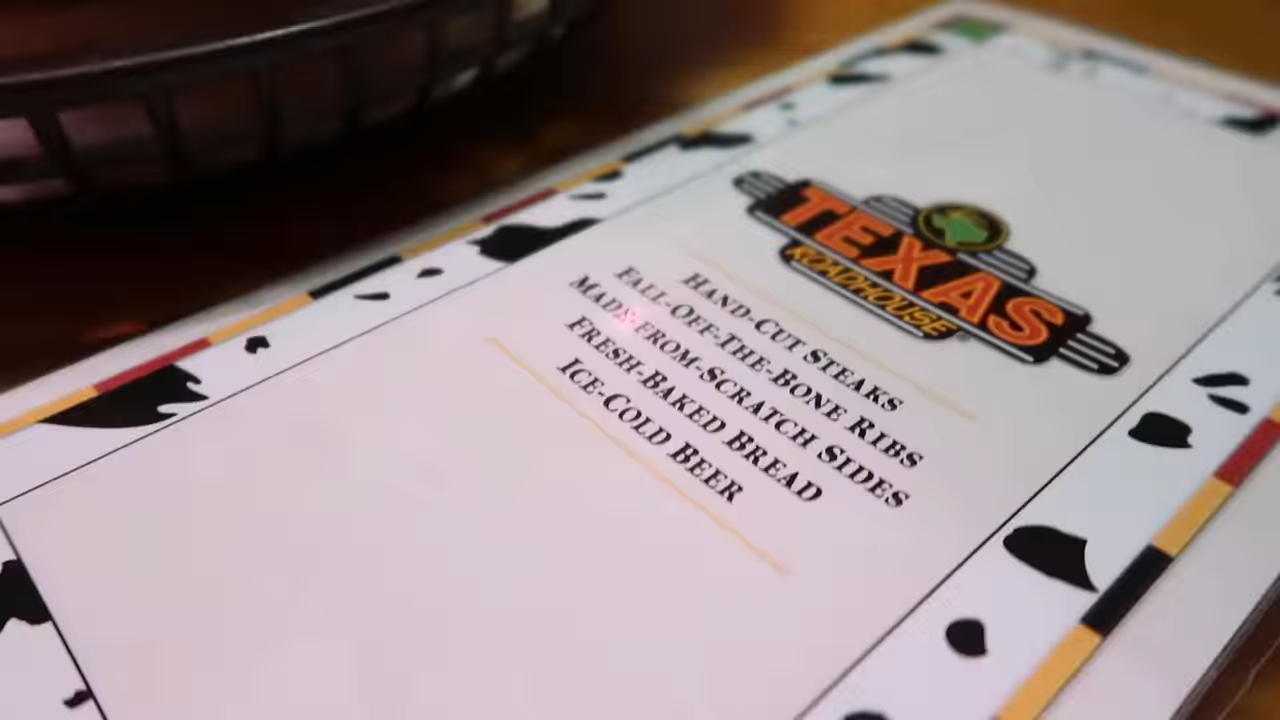 TEXAS
ROADHOUSE
HAND-CUT STEAKS
FALL-OFF-THE-BONE RIBS
MADE-FROM-SCRATCH SIDES
FRESH-BAKED BREAD
ICE-COLD BEER